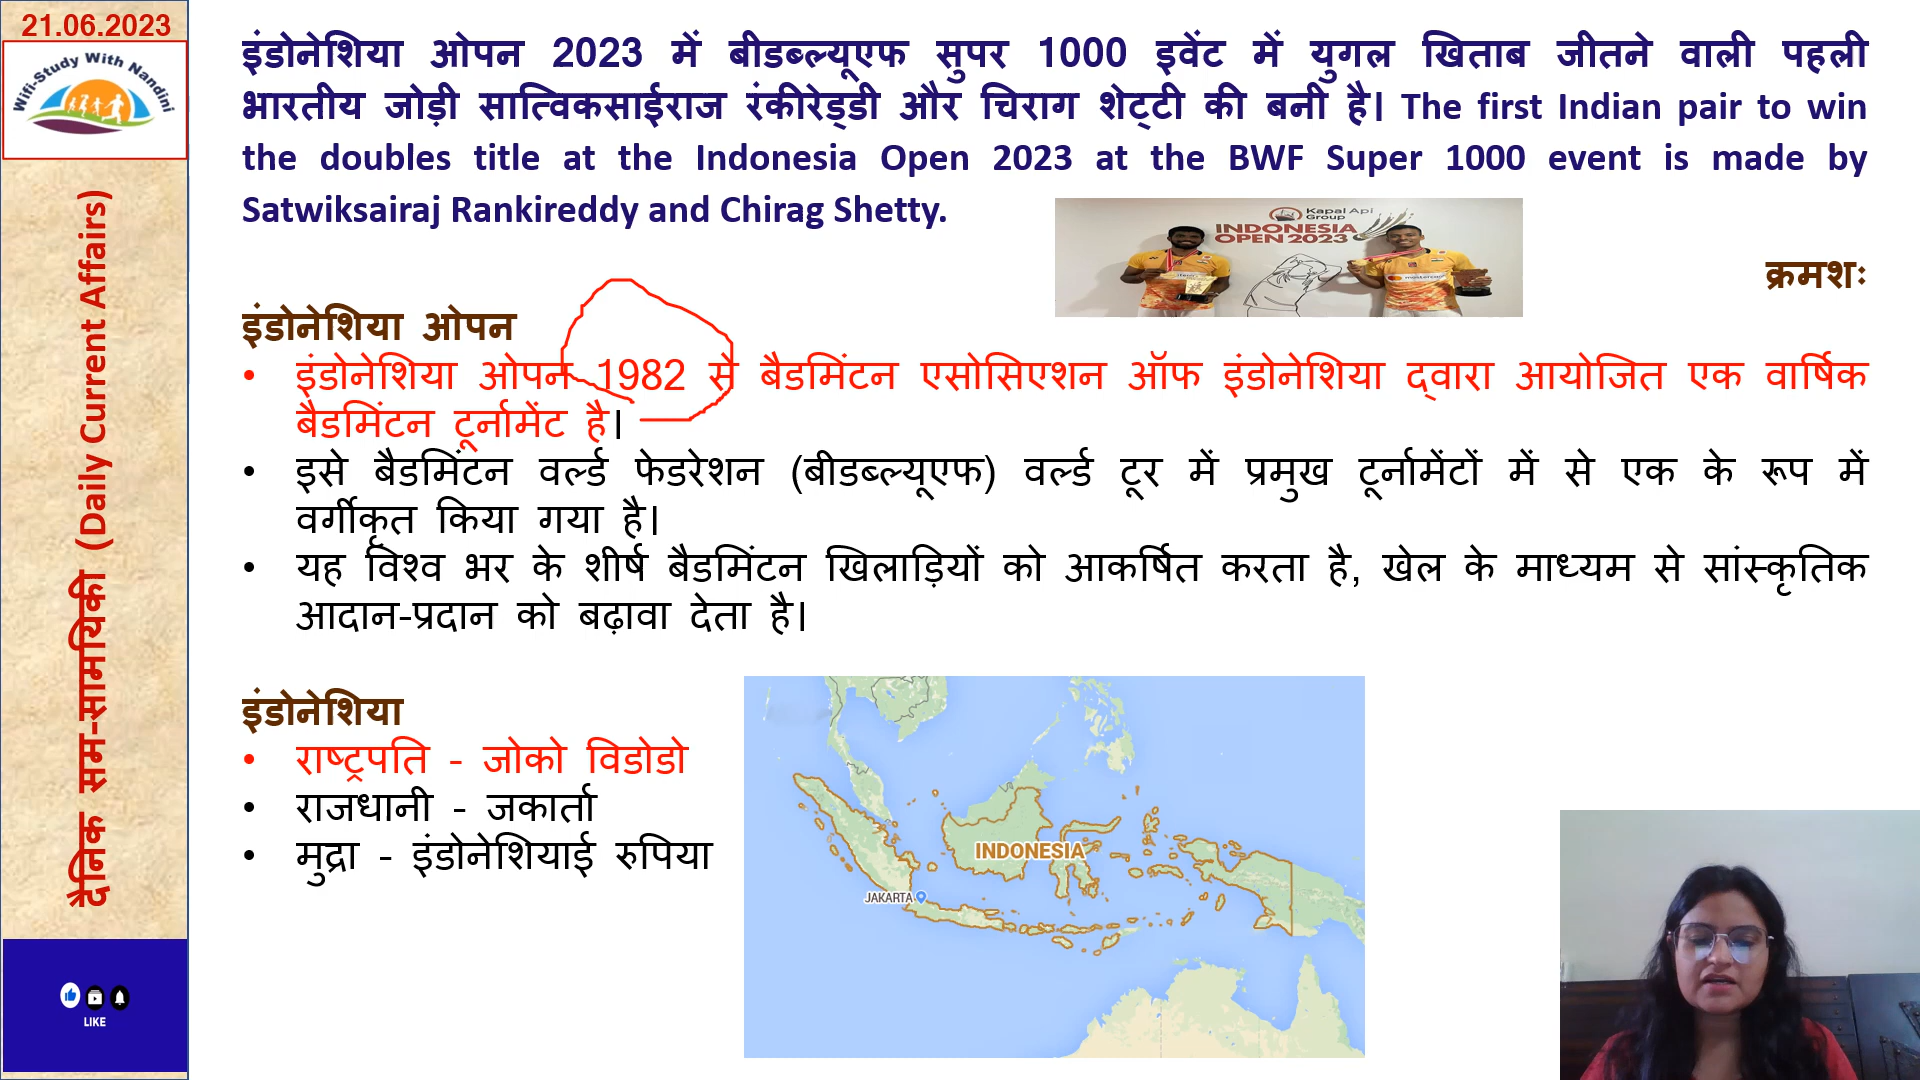 21.06.2023
Wifi-Study With Nandini
दैनिक सम-सामयिकी (Daily Current Affairs)
LIKE
इंडोनेशिया ओपन 2023 में बीडब्ल्यूएफ सुपर 1000 इवेंट में युगल खिताब जीतने वाली पहली
भारतीय जोड़ी सात्विकसाईराज रंकीरेड्डी और चिराग शेट्टी की बनी है। The first Indian pair to win
the doubles title at the Indonesia Open 2023 at the BWF Super 1000 event is made by
Satwiksairaj Rankireddy and Chirag Shetty.
Kapal Api
Group
INDONESIA
OPEN 2023
क्रमशः
इंडोनेशिया ओपन
• इंडोनेशिया ओपन 1982 से बैडमिंटन एसोसिएशन ऑफ इंडोनेशिया द्वारा आयोजित एक वार्षिक
बैडमिंटन टूर्नामेंट है।
• इसे बैडमिंटन वर्ल्ड फेडरेशन (बीडब्ल्यूएफ) वर्ल्ड टूर में प्रमुख टूर्नामेंटों में से एक के रूप में
वर्गीकृत किया गया है।
• यह विश्व भर के शीर्ष बैडमिंटन खिलाड़ियों को आकर्षित करता है, खेल के माध्यम से सांस्कृतिक
आदान-प्रदान को बढ़ावा देता है।
इंडोनेशिया
• राष्ट्रपति - जोको विडोडो
• राजधानी - जकार्ता
• मुद्रा - इंडोनेशियाई रुपिया
INDONESIA
JAKARTA